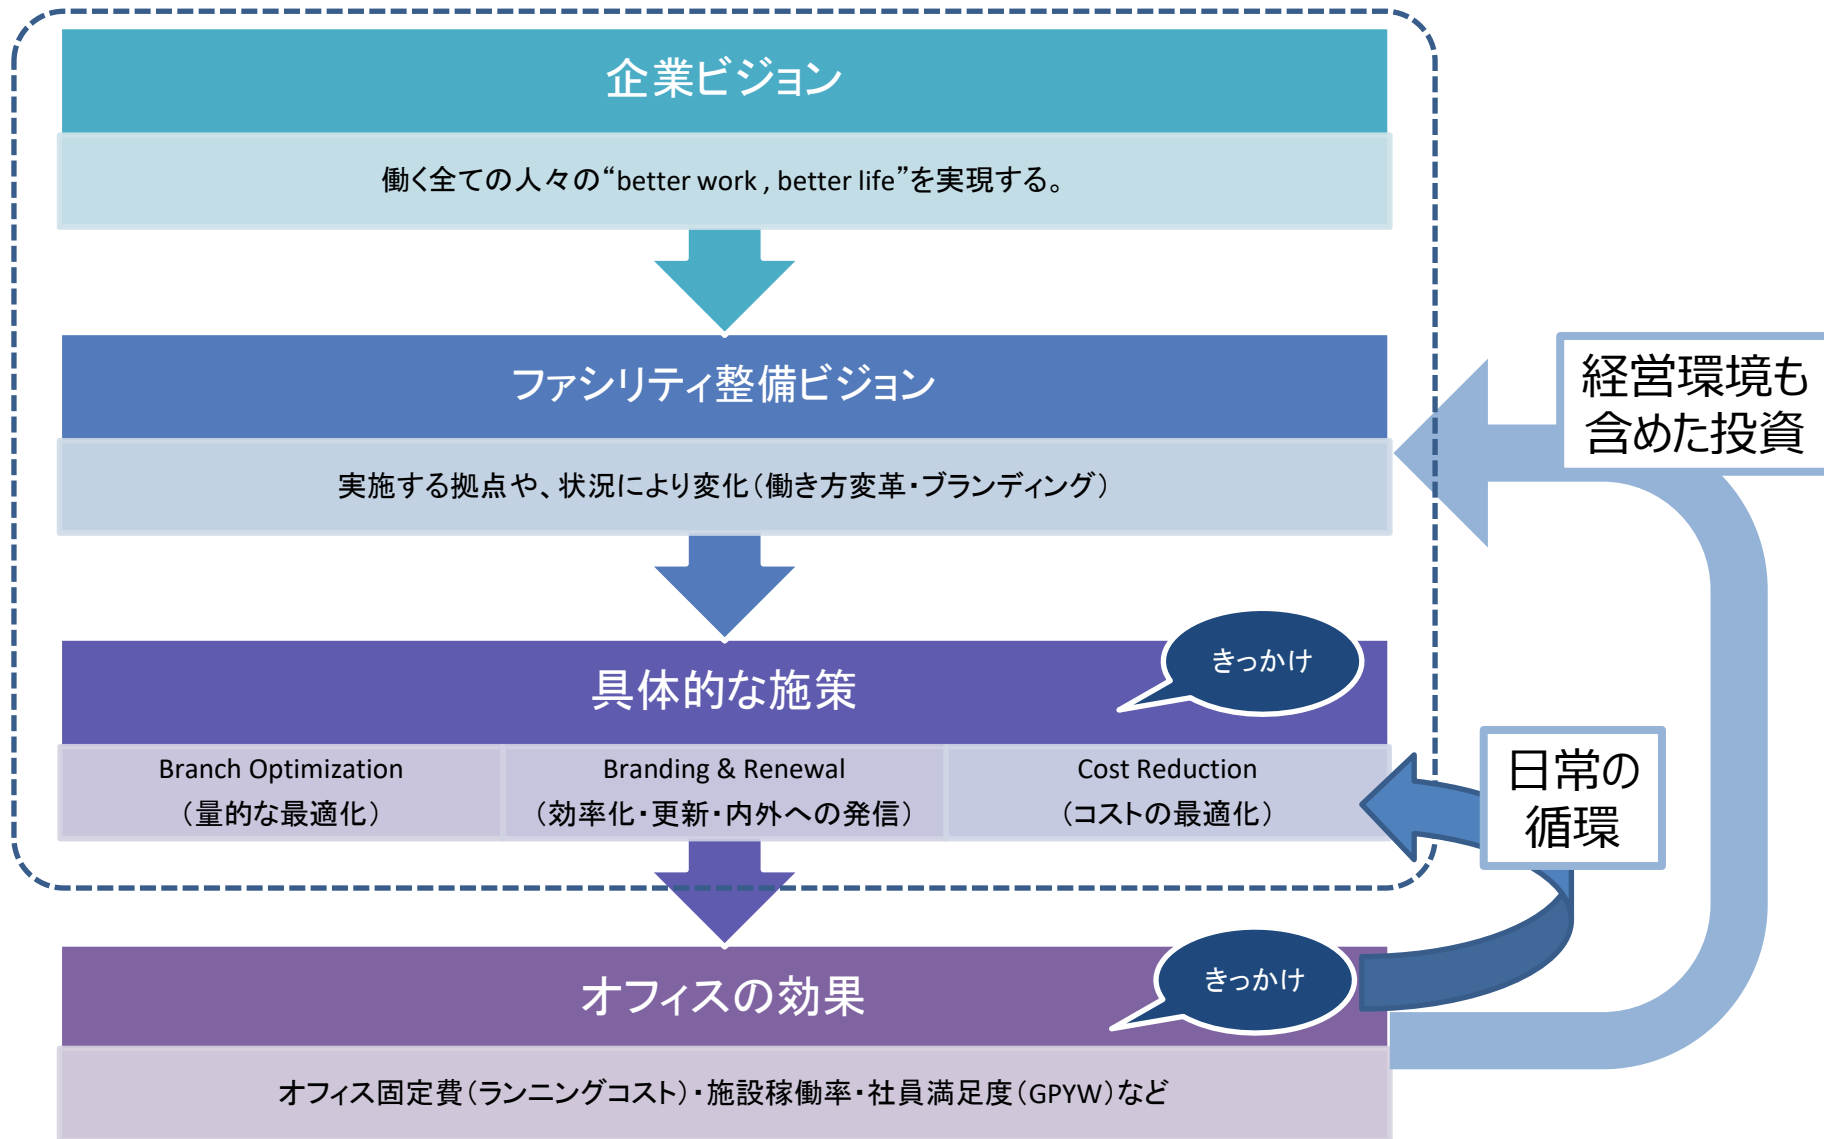 企業ビジョン
働く全ての人々の“better work , better life”を実現する。
ファシリティ整備ビジョン
経営環境も
含めた投資
実施する拠点や、状況により変化（働き方変革・ブランディング）
きっかけ
具体的な施策
Branch Optimization
（量的な最適化）
Branding & Renewal
（効率化・更新・内外への発信）
Cost Reduction
（コストの最適化）
日常の
循環
きっかけ
オフィスの効果
オフィス固定費（ランニングコスト）・施設稼働率・社員満足度（GPYW）など